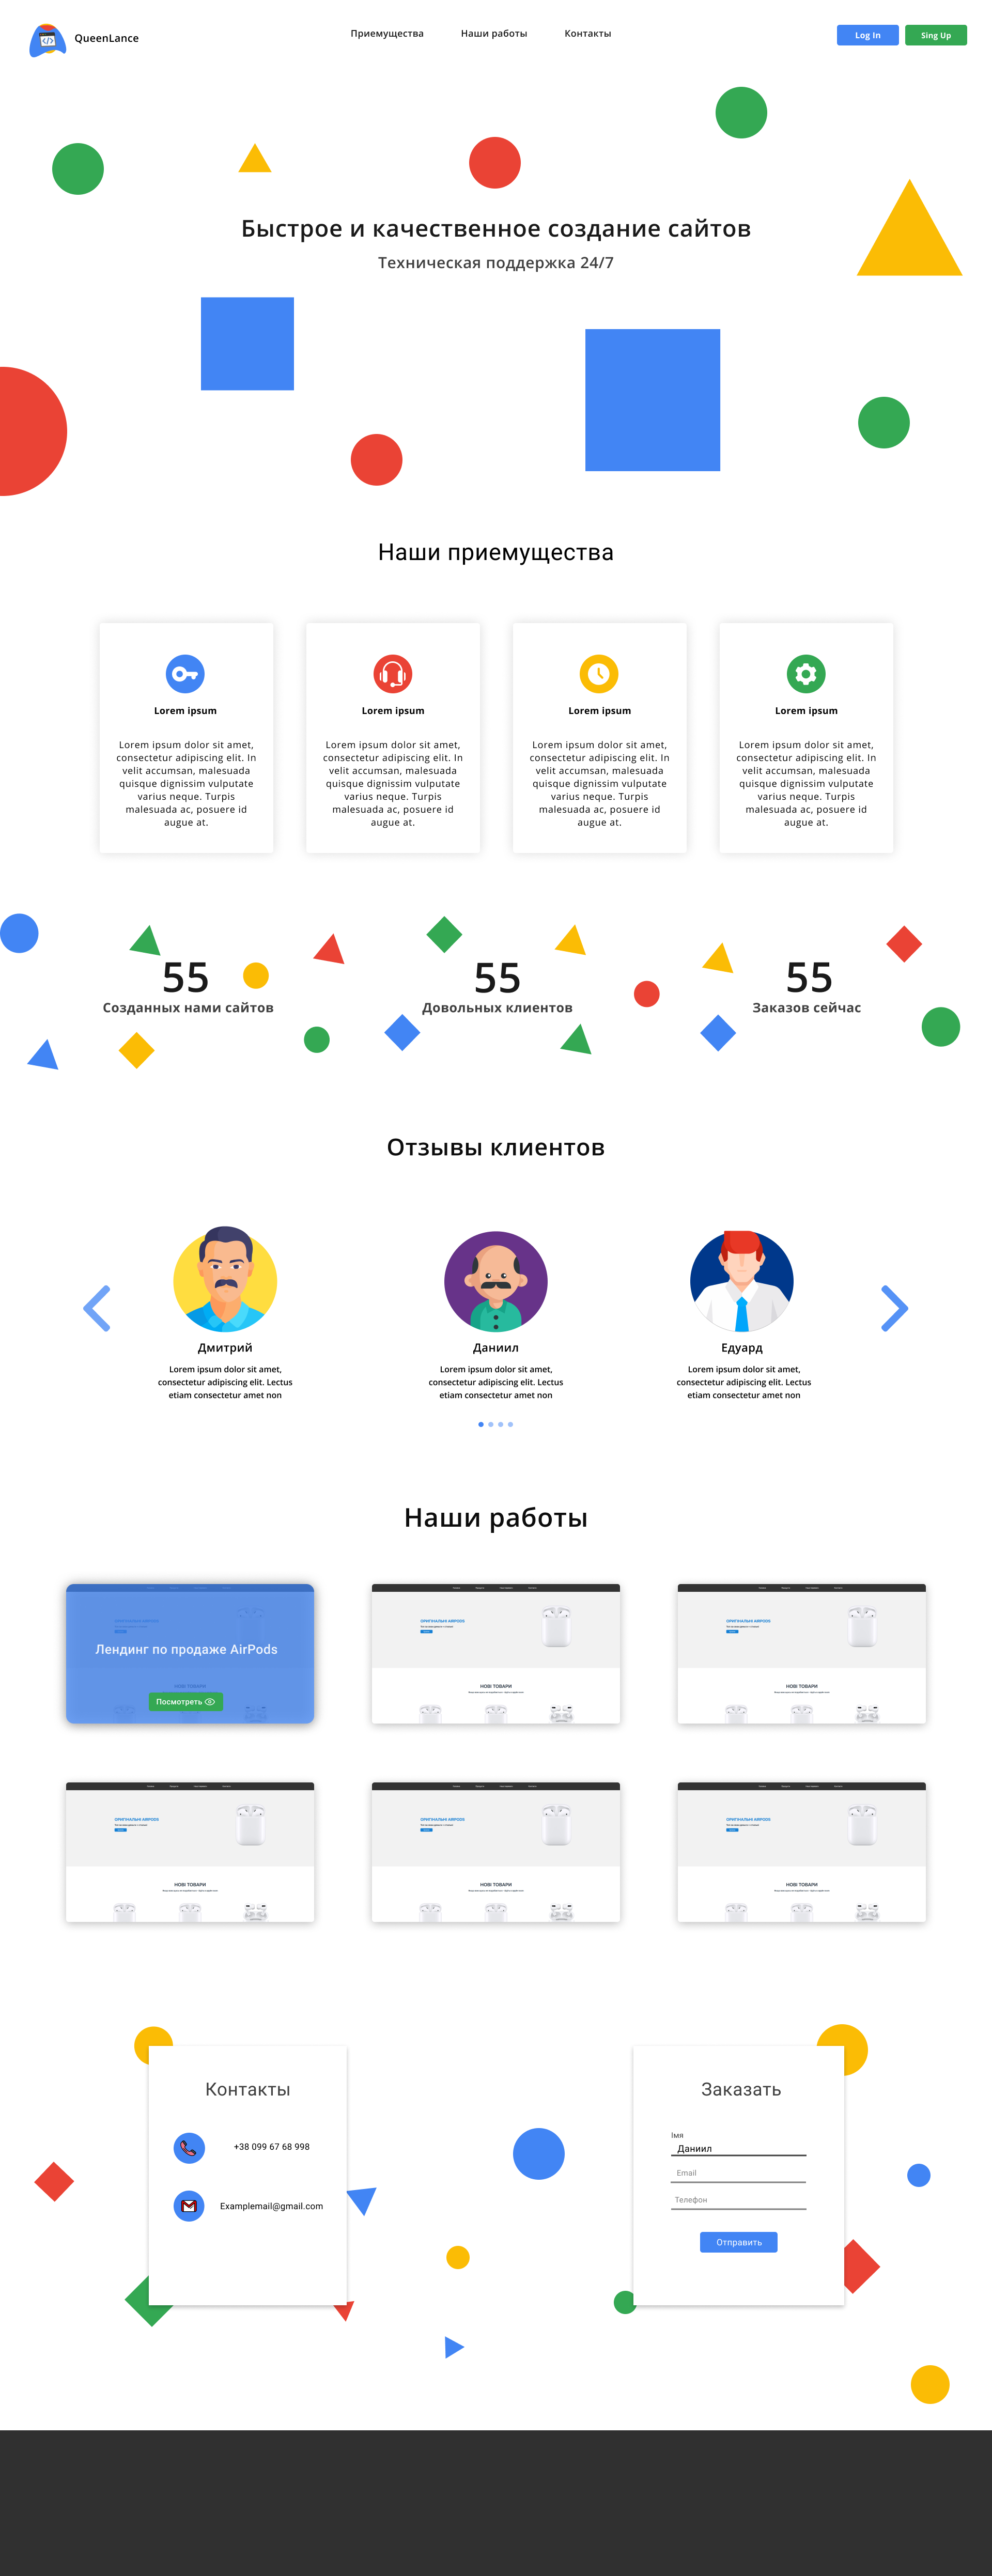 QueenLance
Приемущества
Наши работы
Контакты
Log In
Sing Up
Быстрое и качественное создание сайтов
Техническая поддержка 24/7
Наши приемущества
Lorem ipsum
Lorem ipsum dolor sit amet,
consectetur adipiscing elit. In
velit accumsan, malesuada
quisque dignissim vulputate
varius neque. Turpis
malesuada ac, posuere id
augue at.
Lorem ipsum
Lorem ipsum dolor sit amet,
consectetur adipiscing elit. In
velit accumsan, malesuada
quisque dignissim vulputate
varius neque. Turpis
malesuada ac, posuere id
augue at.
Lorem ipsum
Lorem ipsum dolor sit amet,
consectetur adipiscing elit. In
velit accumsan, malesuada
quisque dignissim vulputate
varius neque. Turpis
malesuada ac, posuere id
augue at.
Lorem ipsum
Lorem ipsum dolor sit amet,
consectetur adipiscing elit. In
velit accumsan, malesuada
quisque dignissim vulputate
varius neque. Turpis
malesuada ac, posuere id
augue at.
55
Созданных нами сайтов
55
Довольных клиентов
55
Заказов сейчас
Отзывы клиентов
Дмитрий
Lorem ipsum dolor sit amet,
consectetur adipiscing elit. Lectus
etiam consectetur amet non
Даниил
Lorem ipsum dolor sit amet,
consectetur adipiscing elit. Lectus
etiam consectetur amet non
Едуард
Lorem ipsum dolor sit amet,
consectetur adipiscing elit. Lectus
etiam consectetur amet non
Наши работы
ОРИГІНАЛЬНІ AIRPODS
Лендинг по продаже AirPods
НОВІ ТОВАРИ
Посмотреть
ОРИГІНАЛЬНІ AIRPODS
НОВІ ТОВАРИ
ОРИГІНАЛЬНІ AIRPODS
НОВІ ТОВАРИ
ОРИГІНАЛЬНІ AIRPODS
НОВІ ТОВАРИ
ОРИГІНАЛЬНІ AIRPODS
НОВІ ТОВАРИ
ОРИГІНАЛЬНІ AIRPODS
НОВІ ТОВАРИ
Контакты
+38 099 67 68 998
Examplemail@gmail.com
Заказать
Імя
Даниил
Email
Телефон
Отправить